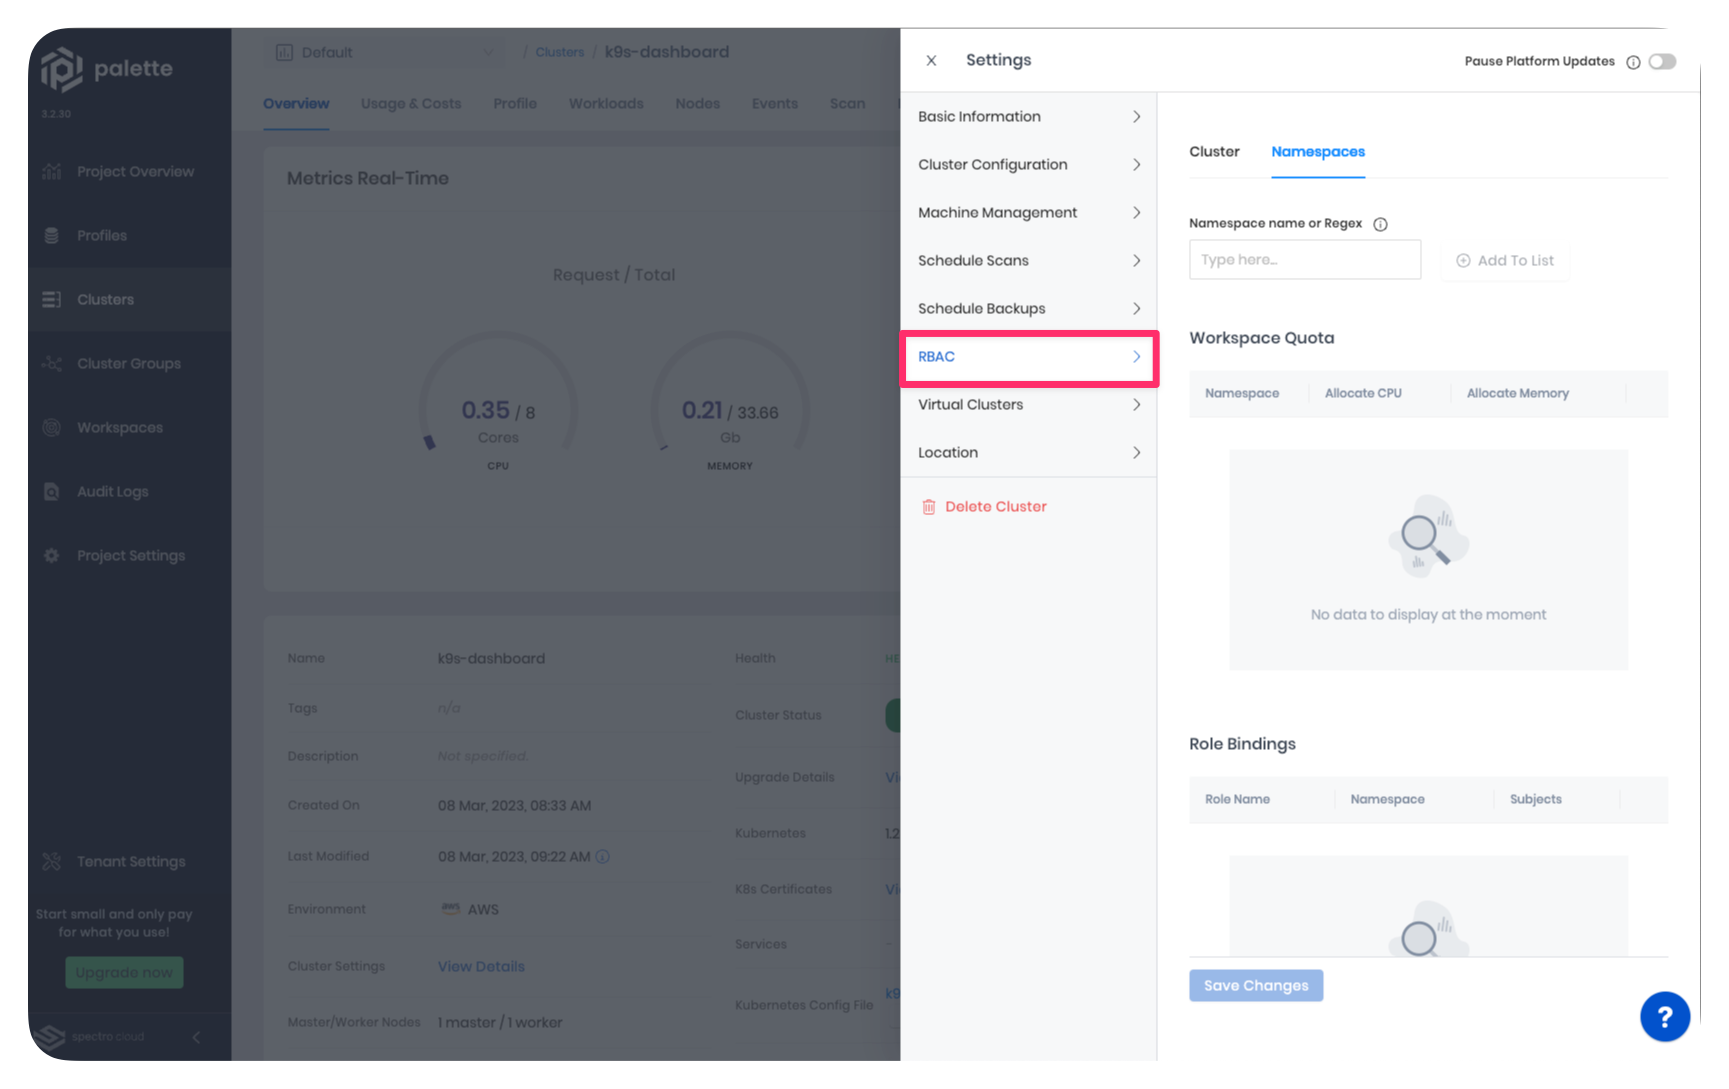 palette
3.2.30
Project Overview
Profiles
Clusters
Cluster Groups
Workspaces
Audit Logs
Project Settings
Tenant Settings
Start small and only pay
for what you use!
Upgrade now
spectro cloud
Default
/ Clusters / k9s-dashboard
Overview Usage & Costs Profile Workloads Nodes Events Scan
Metrics Real-Time
Request / Total
0.35 / 8
Cores
CPU
0.21 / 33.66
Gb
MEMORY
Name k9s-dashboard
Tags n/a
Description Not specified.
Created On 08 Mar, 2023, 08:33 AM
Last Modified 08 Mar, 2023, 09:22 AM
Environment aws AWS
Cluster Settings View Details
Master/Worker Nodes 1 master / 1 worker
Health HE
Cluster Status
Upgrade Details Vi
Kubernetes 1.2
K8s Certificates Vi
Services -
Kubernetes Config File k9
X Settings
Pause Platform Updates
Basic Information
Cluster Configuration
Machine Management
Schedule Scans
Schedule Backups
RBAC
Virtual Clusters
Location
Delete Cluster
Cluster Namespaces
Namespace name or Regex
Type here...
Add To List
Workspace Quota
Namespace Allocate CPU Allocate Memory
No data to display at the moment
Role Bindings
Role Name Namespace Subjects
Save Changes
?